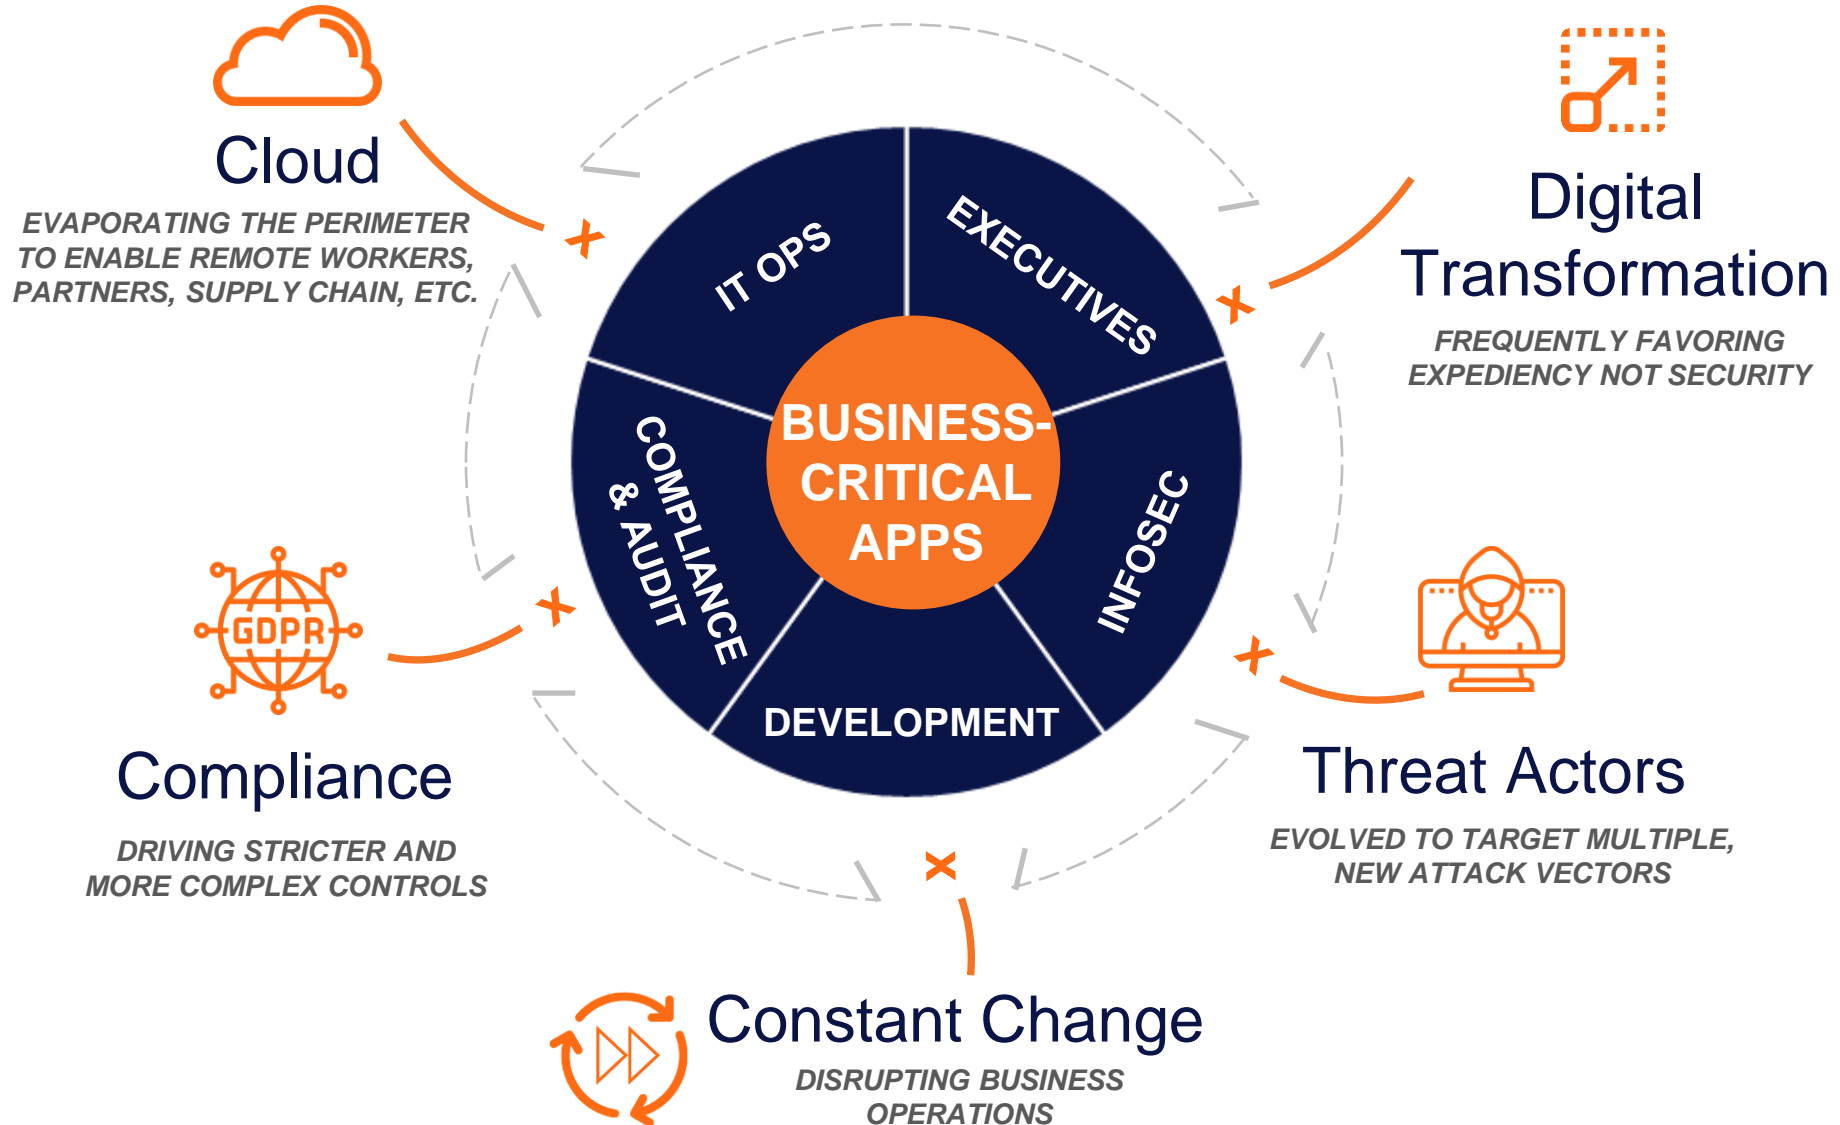 Cloud
EVAPORATING THE PERIMETER
TO ENABLE REMOTE WORKERS,
PARTNERS, SUPPLY CHAIN, ETC.
Digital
Transformation
FREQUENTLY FAVORING
EXPEDIENCY NOT SECURITY
IT OPS
EXECUTIVES
BUSINESS-
CRITICAL
APPS
COMPLIANCE
& AUDIT
INFOSEC
DEVELOPMENT
GDPR
Compliance
DRIVING STRICTER AND
MORE COMPLEX CONTROLS
Threat Actors
EVOLVED TO TARGET MULTIPLE,
NEW ATTACK VECTORS
Constant Change
DISRUPTING BUSINESS
OPERATIONS